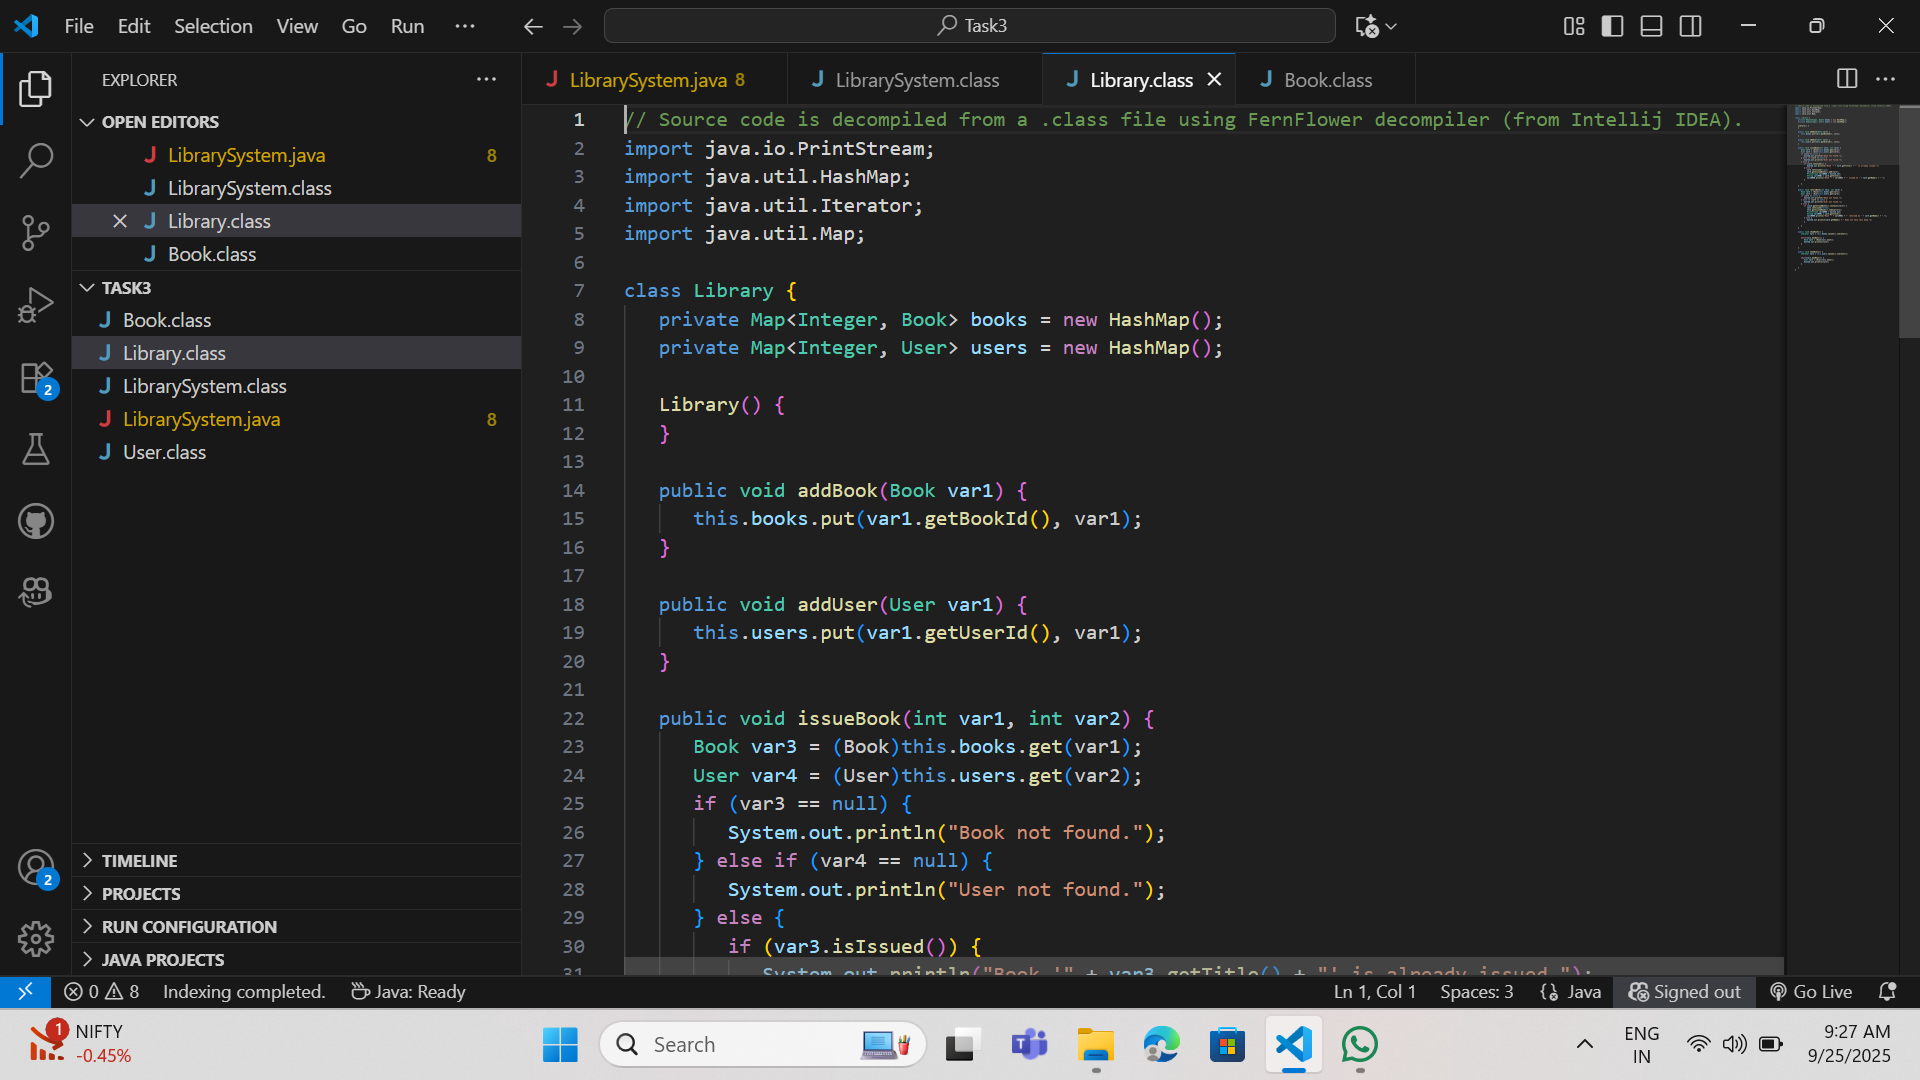 File Edit Selection View Go Run ···
Task3
EXPLORER
OPEN EDITORS
LibrarySystem.java 8
LibrarySystem.class
Library.class
Book.class
TASK3
Book.class
Library.class
LibrarySystem.class
LibrarySystem.java 8
User.class
TIMELINE
PROJECTS
RUN CONFIGURATION
JAVA PROJECTS
2
2
LibrarySystem.java 8 LibrarySystem.class Library.class Book.class
1 // Source code is decompiled from a .class file using FernFlower decompiler (from Intellij IDEA).
2 import java.io.PrintStream;
3 import java.util.HashMap;
4 import java.util.Iterator;
5 import java.util.Map;
6
7 class Library {
8 private Map<Integer, Book> books = new HashMap();
9 private Map<Integer, User> users = new HashMap();
10
11 Library() {
12 }
13
14 public void addBook(Book var1) {
15 this.books.put(var1.getBookId(), var1);
16 }
17
18 public void addUser(User var1) {
19 this.users.put(var1.getUserId(), var1);
20 }
21
22 public void issueBook(int var1, int var2) {
23 Book var3 = (Book)this.books.get(var1);
24 User var4 = (User)this.users.get(var2);
25 if (var3 == null) {
26 System.out.println("Book not found.");
27 } else if (var4 == null) {
28 System.out.println("User not found.");
29 } else {
30 if (var3.isIssued()) {
31 System.out.println("Book '" + var3.getTitle() + "' is already issued.");
0 8 Indexing completed. Java: Ready
Ln 1, Col 1 Spaces: 3 {} Java Signed out Go Live
1 NIFTY
-0.45%
Search
ENG
IN
9:27 AM
9/25/2025